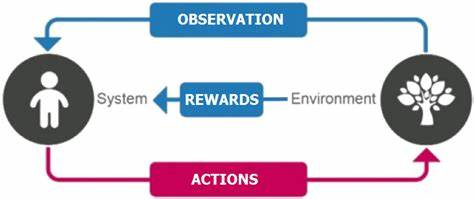 OBSERVATION
System
REWARDS
Environment
ACTIONS